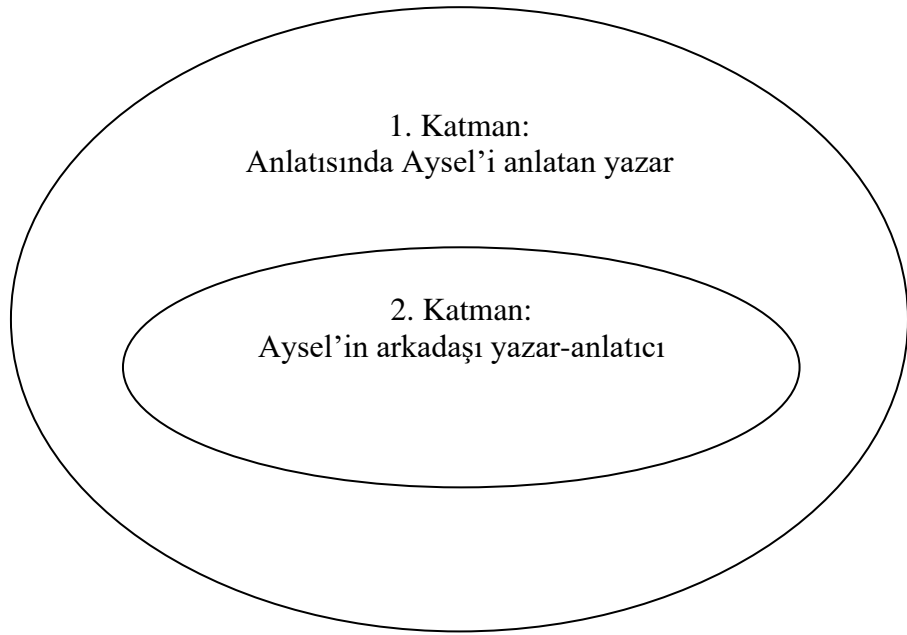 1. Katman:
Anlatısında Aysel’i anlatan yazar
2. Katman:
Aysel’in arkadaşı yazar-anlatıcı